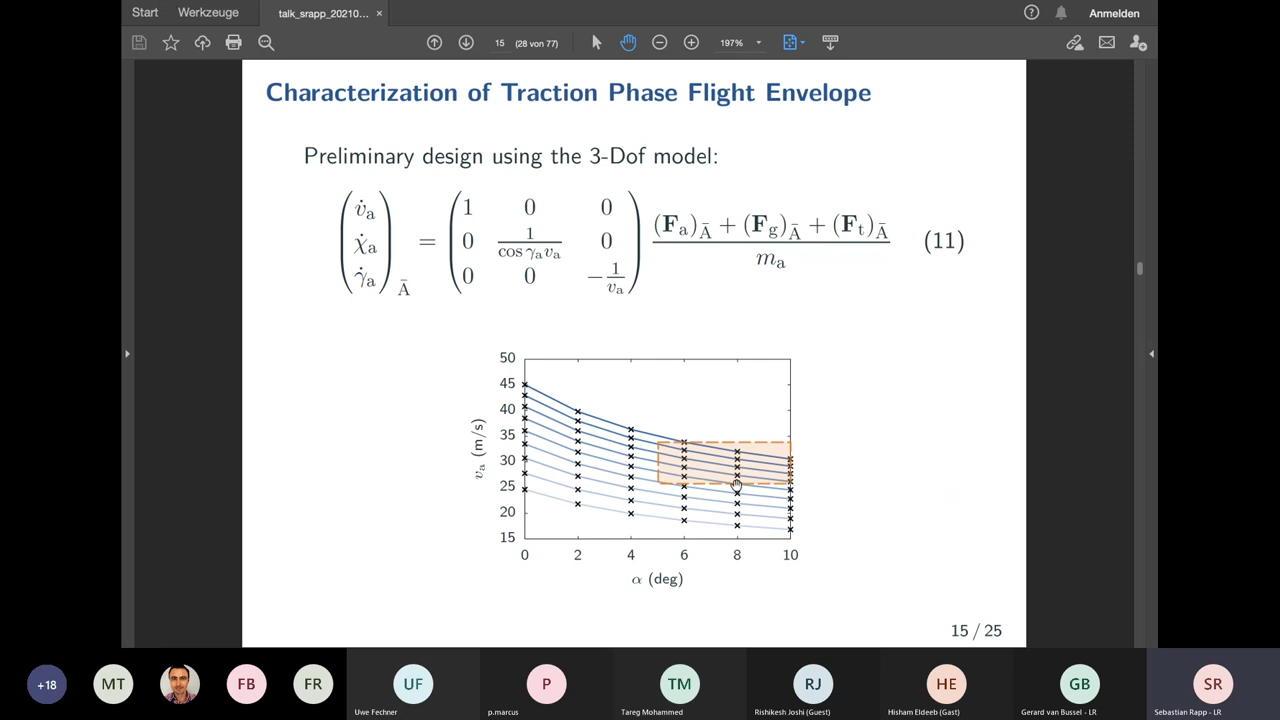 Start Werkzeuge talk_srapp_20210... × Anmelden
15 (28 von 77) 197%
Characterization of Traction Phase Flight Envelope
Preliminary design using the 3-Dof model:
(v̇a χ̇a γ̇a)Ā = (1 0 0; 0 1/(cos γa va) 0; 0 0 −1/va) ((Fa)Ā + (Fg)Ā + (Ft)Ā)/ma (11)
50
45
40
35
30
25
20
15
va (m/s)
0 2 4 6 8 10
α (deg)
15 / 25
+18 MT FB FR UF P TM RJ HE GB SR
Uwe Fechner p.marcus Tareg Mohammed Rishikesh Joshi (Guest) Hisham Eldeeb (Gast) Gerard van Bussel - LR Sebastian Rapp - LR